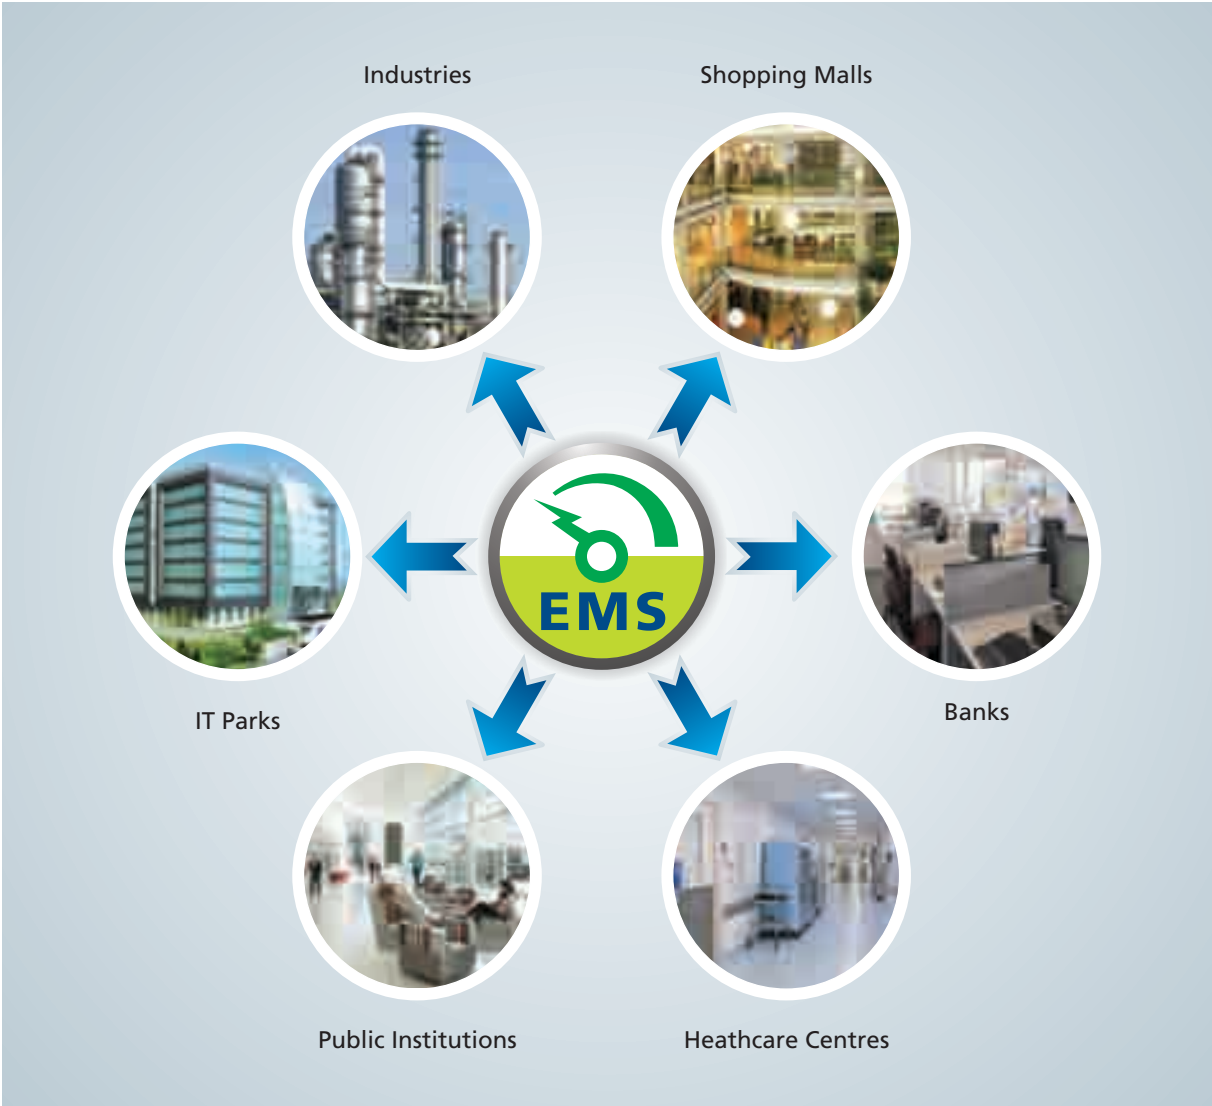 Industries
Shopping Malls
EMS
IT Parks
Banks
Public Institutions
Heathcare Centres